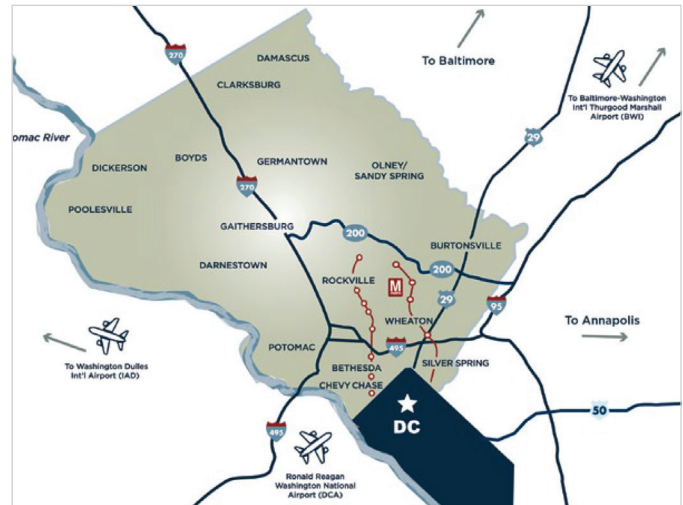 270
DAMASCUS
To Baltimore
CLARKSBURG
To Baltimore-Washington
Int'l Thurgood Marshall
Airport (BWI)
omac River
29
DICKERSON
BOYDS
GERMANTOWN
OLNEY/
SANDY SPRING
270
POOLESVILLE
GAITHERSBURG
200
BURTONSVILLE
DARNESTOWN
200
ROCKVILLE
M
29
95
WHEATON
To Annapolis
POTOMAC
495
To Washington Dulles
Int'l Airport (IAD)
BETHESDA
SILVER SPRING
CHEVY CHASE
DC
50
495
Ronald Reagan
Washington National
Airport (DCA)